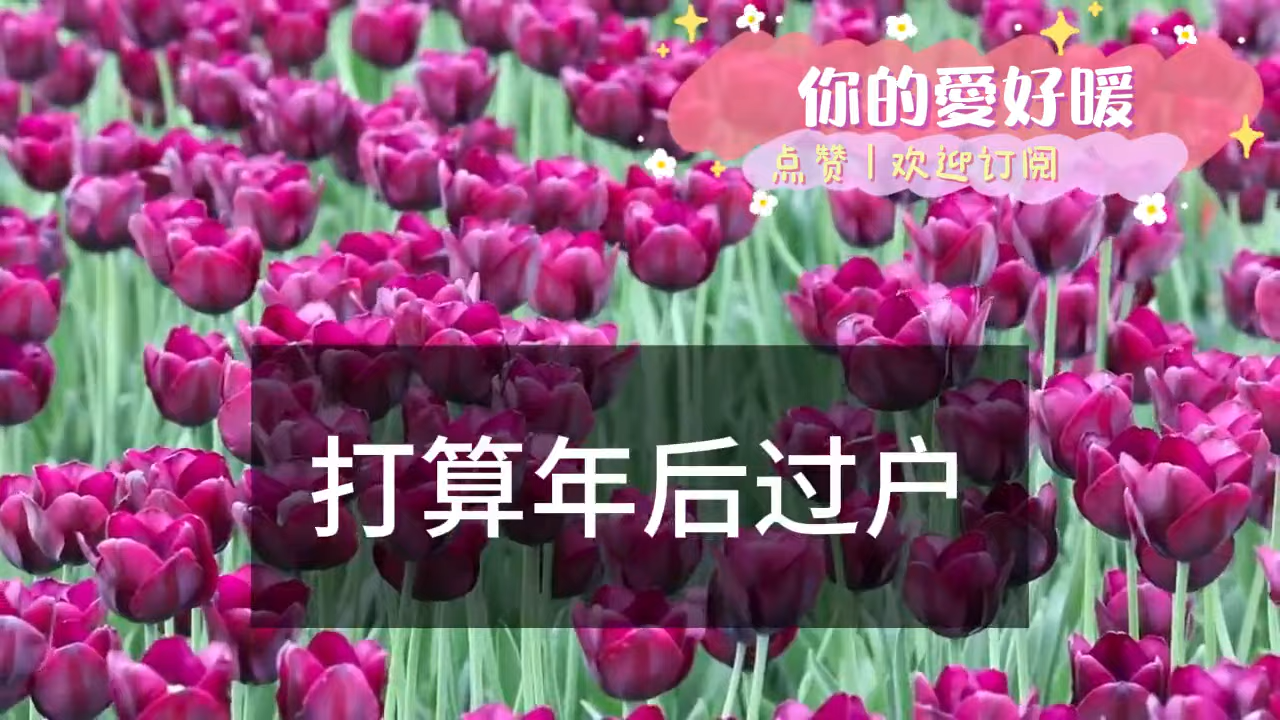 你的愛好暖
点赞 | 欢迎订阅
打算年后过户